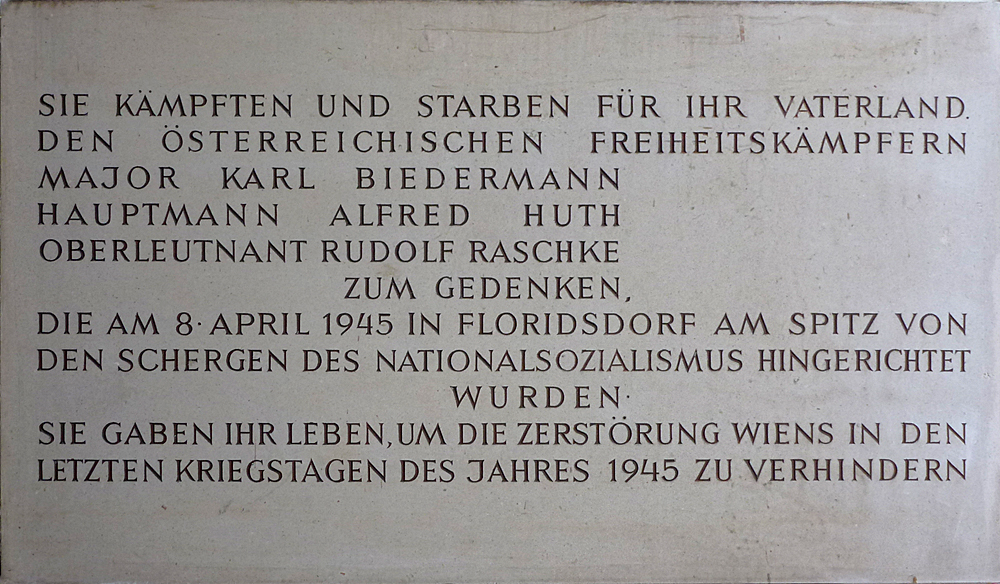 SIE KÄMPFTEN UND STARBEN FÜR IHR VATERLAND.
DEN ÖSTERREICHISCHEN FREIHEITSKÄMPFERN
MAJOR KARL BIEDERMANN
HAUPTMANN ALFRED HUTH
OBERLEUTNANT RUDOLF RASCHKE
ZUM GEDENKEN,
DIE AM 8· APRIL 1945 IN FLORIDSDORF AM SPITZ VON
DEN SCHERGEN DES NATIONALSOZIALISMUS HINGERICHTET
WURDEN·
SIE GABEN IHR LEBEN, UM DIE ZERSTÖRUNG WIENS IN DEN
LETZTEN KRIEGSTAGEN DES JAHRES 1945 ZU VERHINDERN